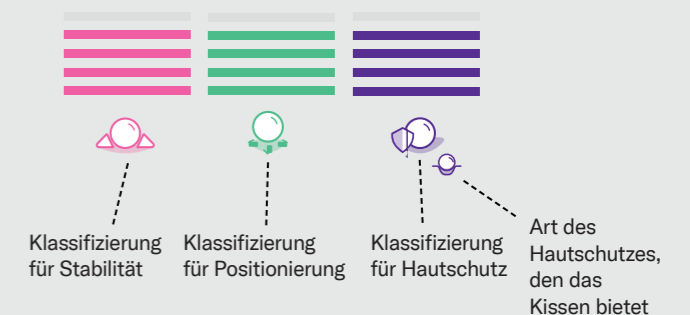 Klassifizierung
für Stabilität
Klassifizierung
für Positionierung
Klassifizierung
für Hautschutz
Art des
Hautschutzes,
den das
Kissen bietet